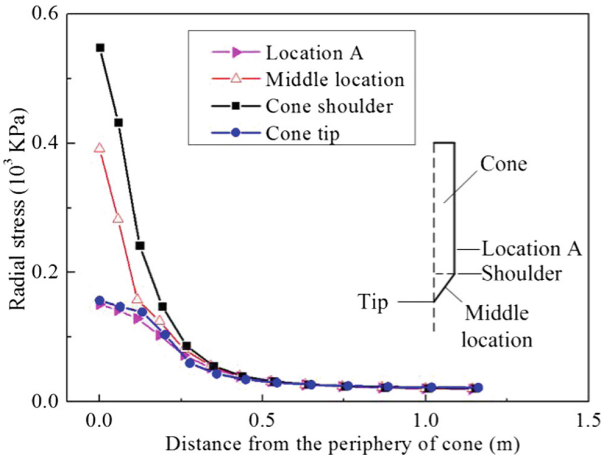 0.6
0.4
0.2
0.0
Radial stress (10³ KPa)
Location A
Middle location
Cone shoulder
Cone tip
Cone
Location A
Shoulder
Tip
Middle
location
0.0
0.5
1.0
1.5
Distance from the periphery of cone (m)